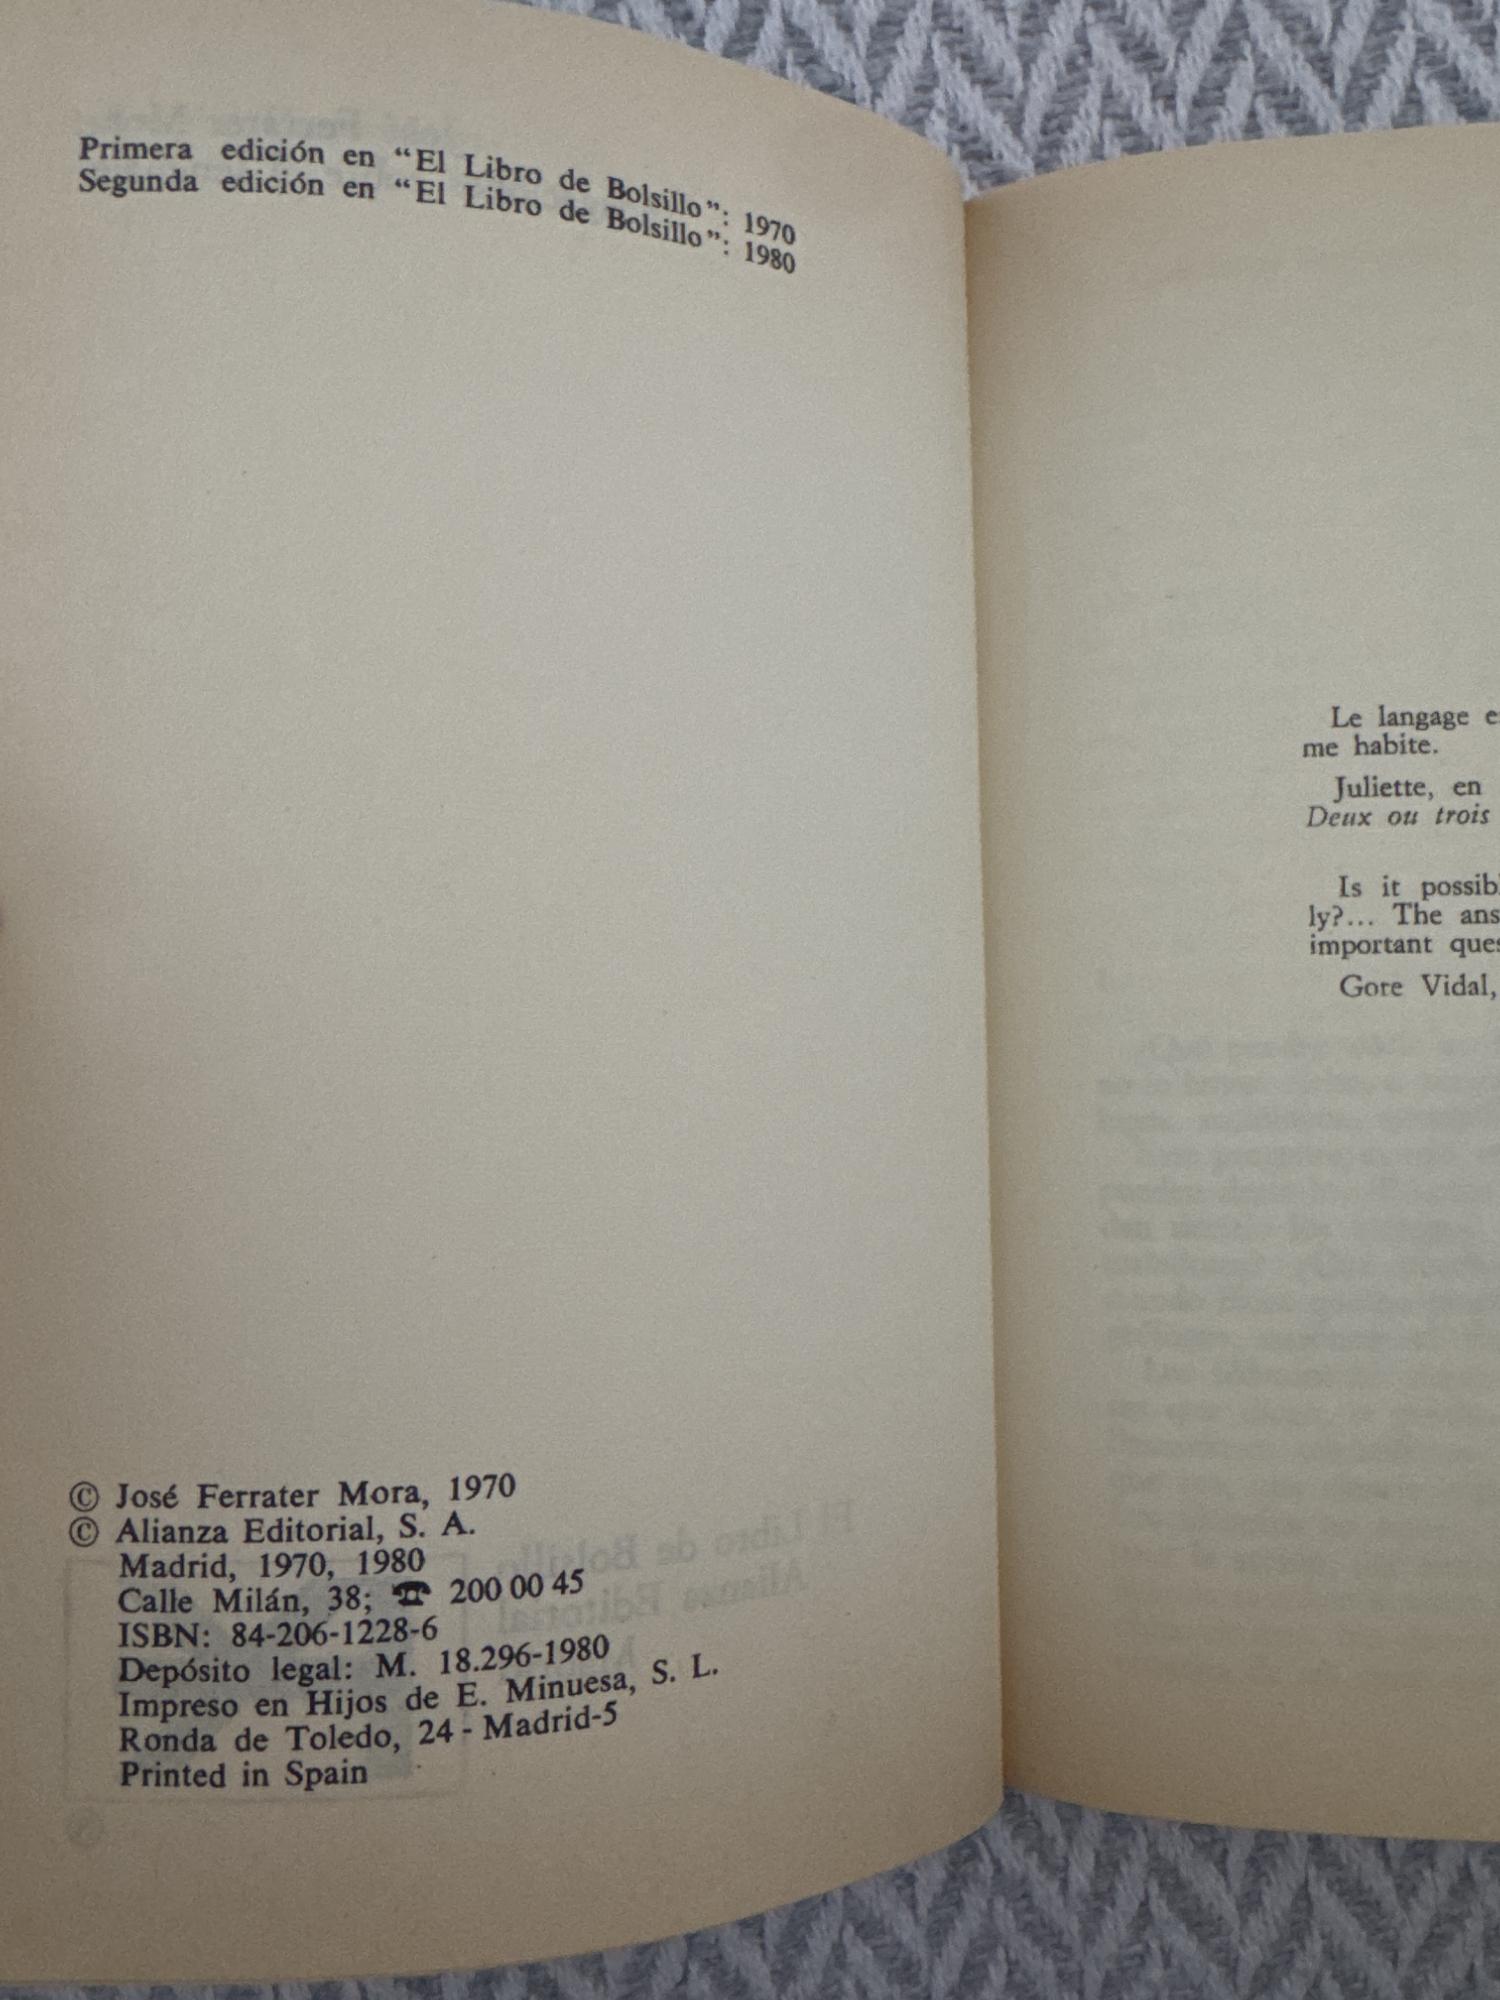 Primera edición en “El Libro de Bolsillo”: 1970
Segunda edición en “El Libro de Bolsillo”: 1980
© José Ferrater Mora, 1970
© Alianza Editorial, S. A.
Madrid, 1970, 1980
Calle Milán, 38; ☎ 200 00 45
ISBN: 84-206-1228-6
Depósito legal: M. 18.296-1980
Impreso en Hijos de E. Minuesa, S. L.
Ronda de Toledo, 24 - Madrid-5
Printed in Spain
Le langage
me habite.
Juliette, en
Deux ou trois
Is it
ly?... The
important
Gore Vidal,